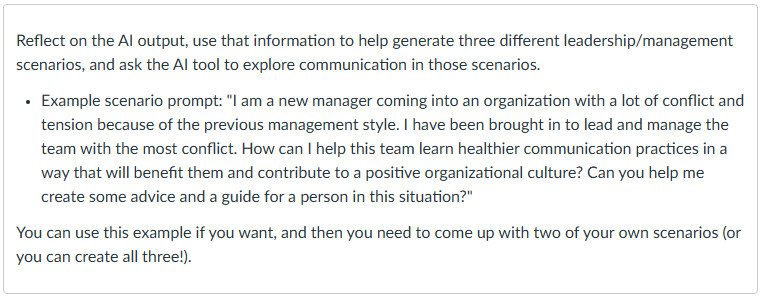 Reflect on the AI output, use that information to help generate three different leadership/management
scenarios, and ask the AI tool to explore communication in those scenarios.
• Example scenario prompt: "I am a new manager coming into an organization with a lot of conflict and
tension because of the previous management style. I have been brought in to lead and manage the
team with the most conflict. How can I help this team learn healthier communication practices in a
way that will benefit them and contribute to a positive organizational culture? Can you help me
create some advice and a guide for a person in this situation?"
You can use this example if you want, and then you need to come up with two of your own scenarios (or
you can create all three!).